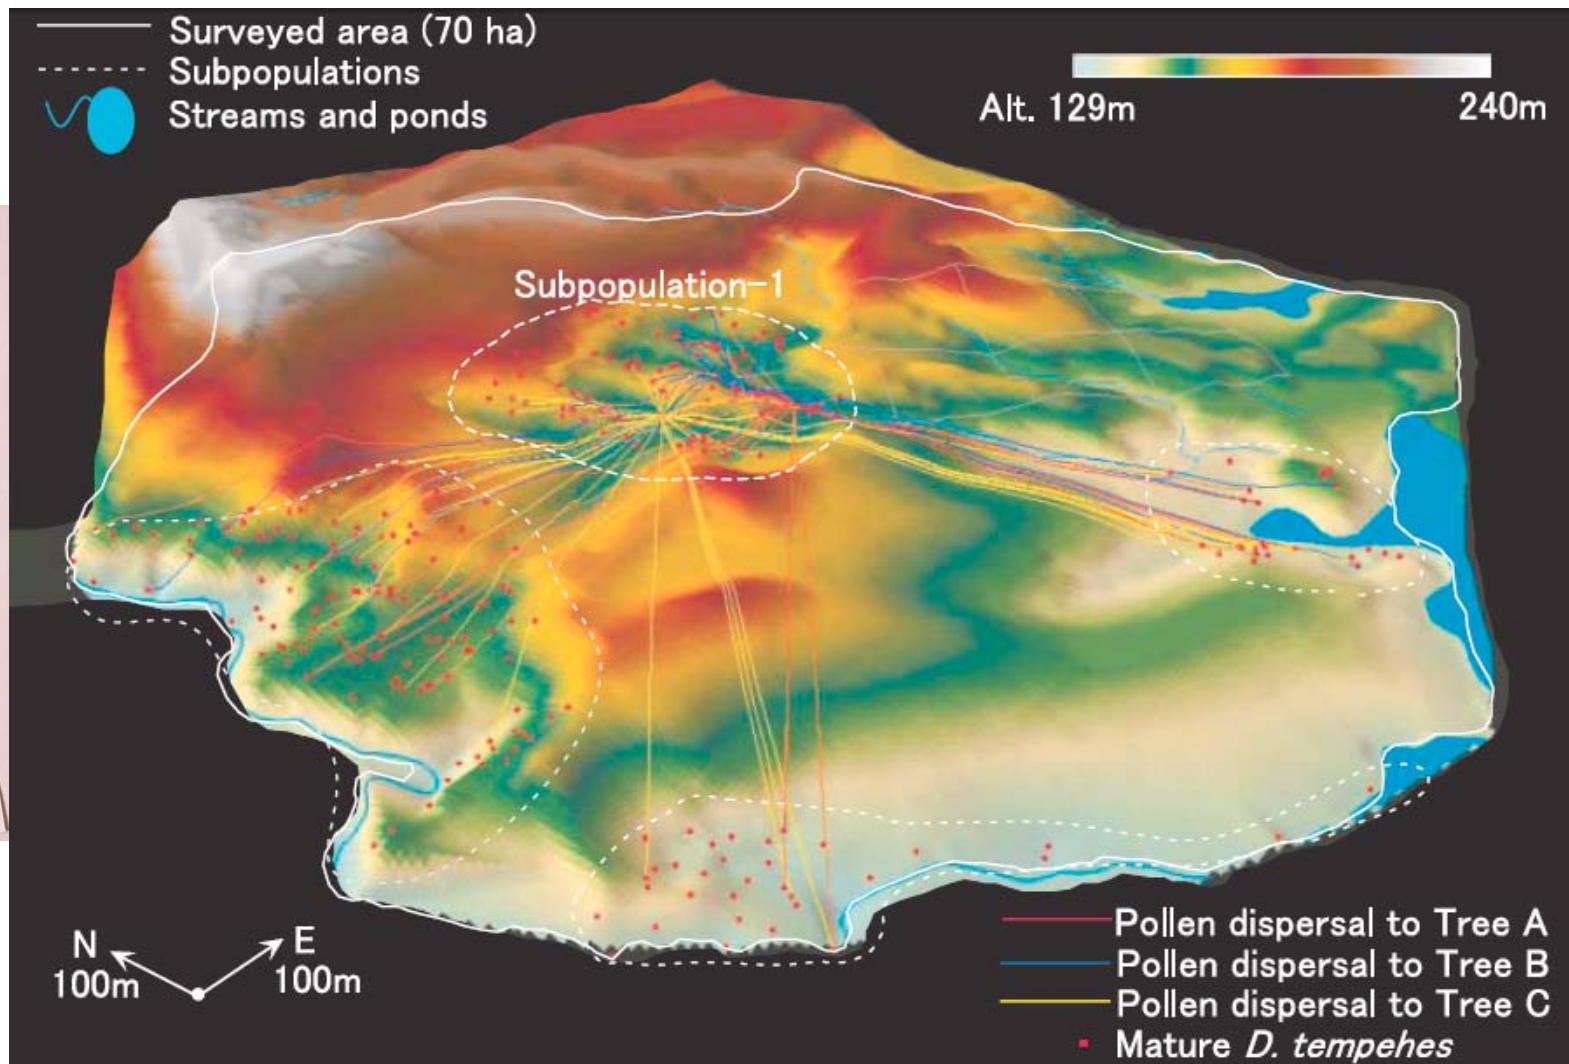 Surveyed area (70 ha)
Subpopulations
Streams and ponds
Alt. 129m
240m
Subpopulation-1
N
100m
E
100m
Pollen dispersal to Tree A
Pollen dispersal to Tree B
Pollen dispersal to Tree C
Mature D. tempehes